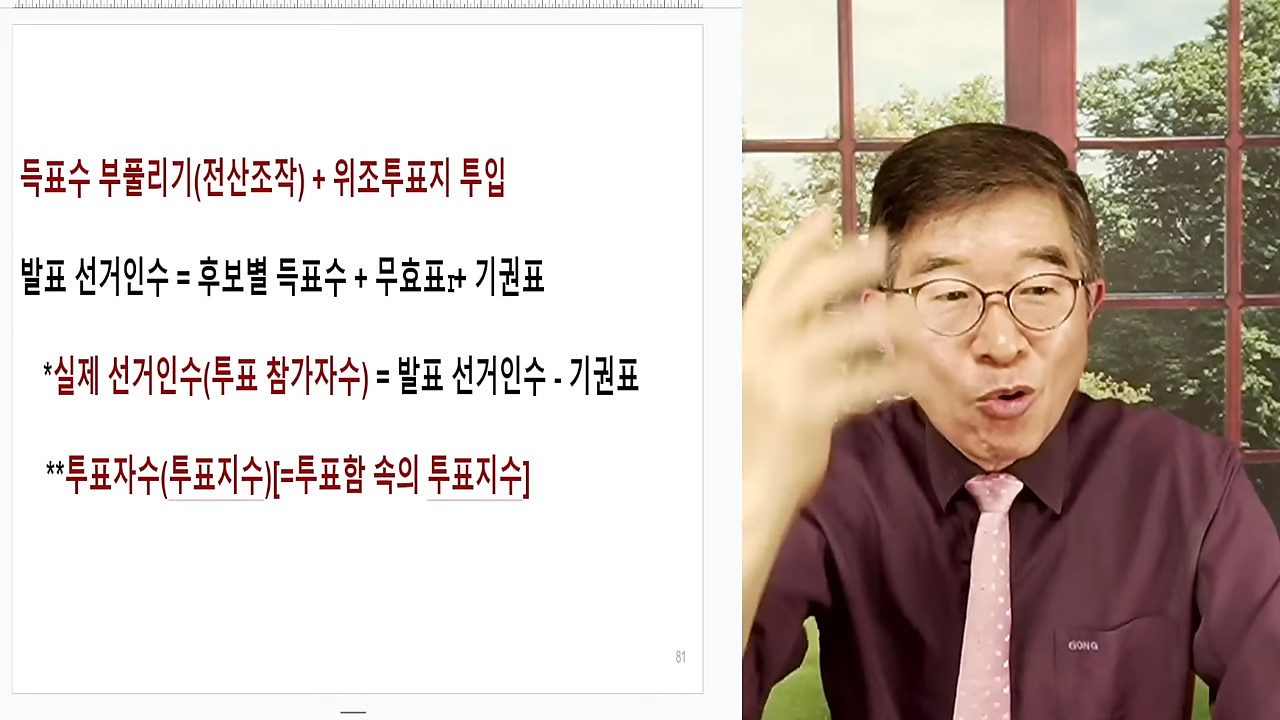 득표수 부풀리기(전산조작) + 위조투표지 투입
발표 선거인수 = 후보별 득표수 + 무효표+ 기권표
*실제 선거인수(투표 참가자수) = 발표 선거인수 - 기권표
**투표자수(투표지수)[=투표함 속의 투표지수]
81
GONG